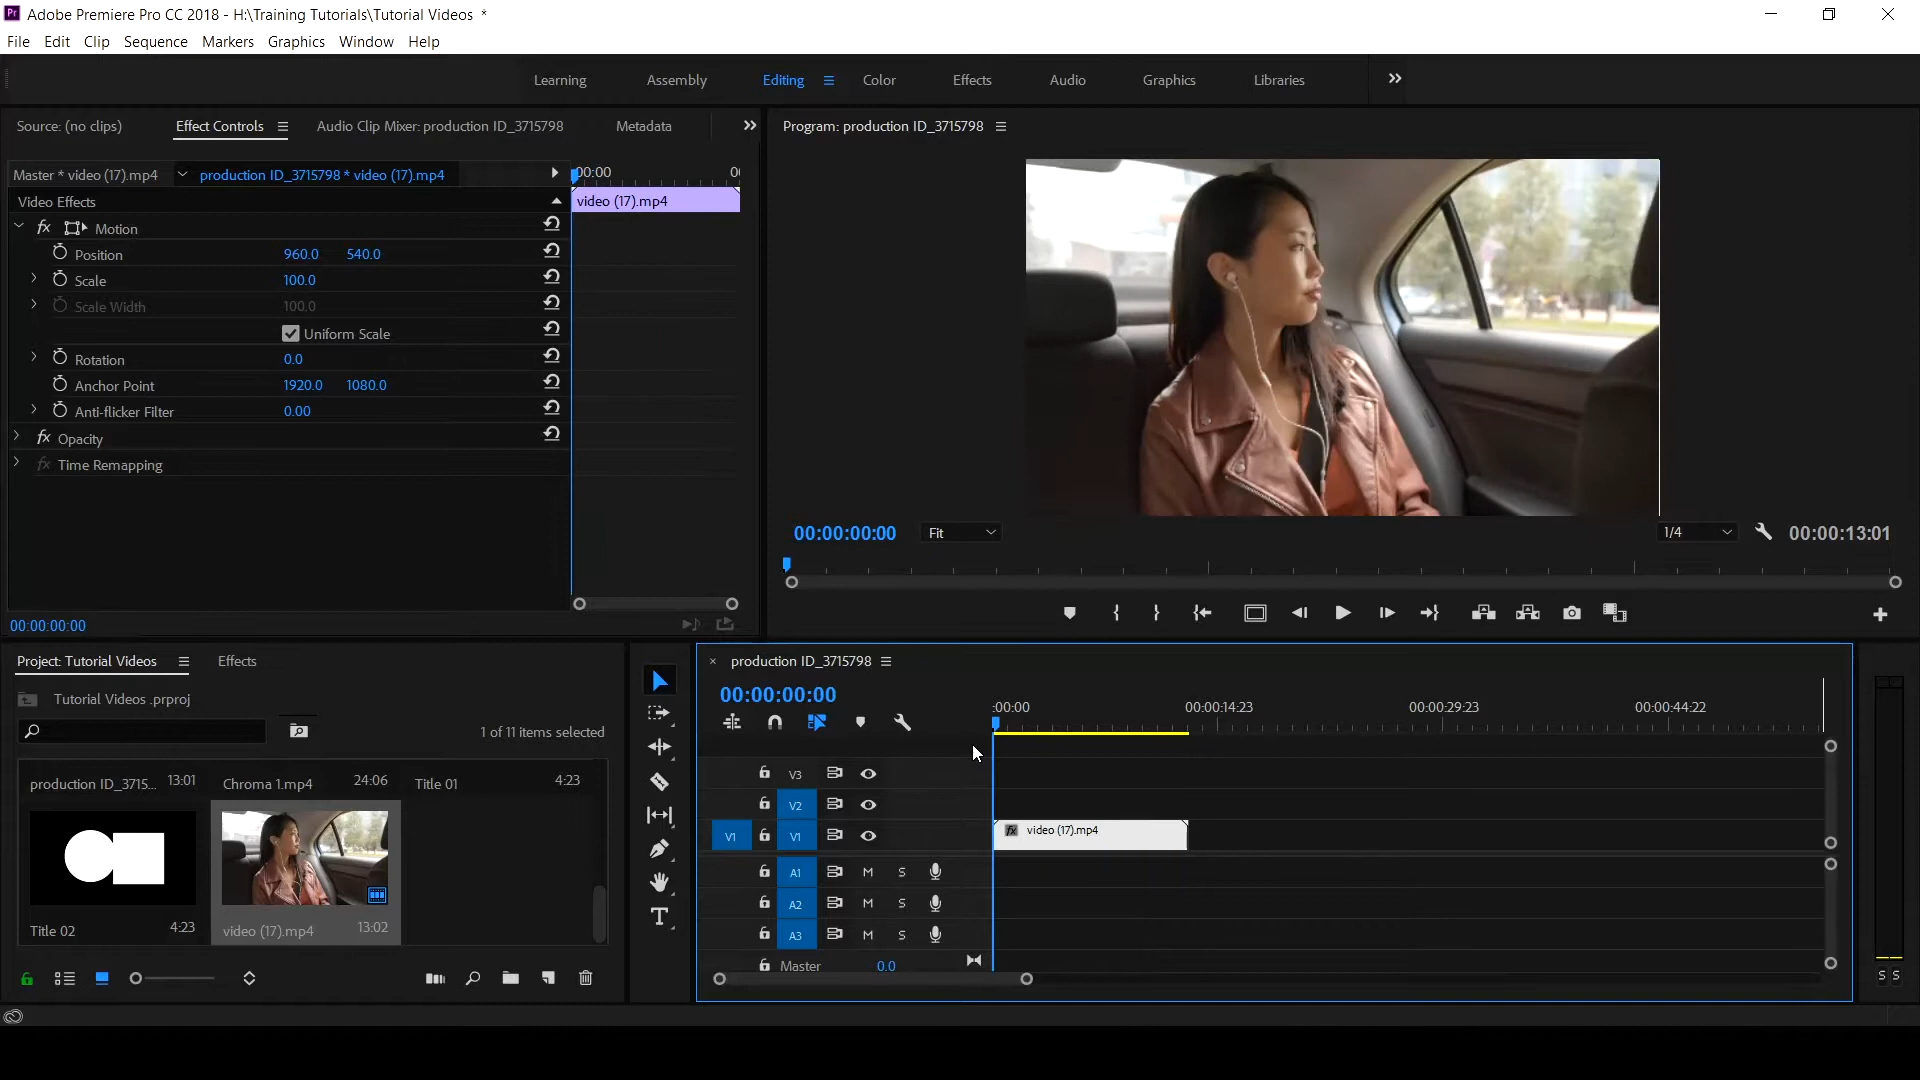 Adobe Premiere Pro CC 2018 - H:\Training Tutorials\Tutorial Videos *
File Edit Clip Sequence Markers Graphics Window Help
Learning Assembly Editing Color Effects Audio Graphics Libraries
Source: (no clips) Effect Controls Audio Clip Mixer: production ID_3715798 Metadata
Program: production ID_3715798
Master * video (17).mp4 production ID_3715798 * video (17).mp4
Video Effects
:00:00
video (17).mp4
fx Motion
Position 960.0 540.0
Scale 100.0
Scale Width 100.0
Uniform Scale
Rotation 0.0
Anchor Point 1920.0 1080.0
Anti-flicker Filter 0.00
fx Opacity
fx Time Remapping
00:00:00:00
00:00:00:00 Fit 1/4 00:00:13:01
Project: Tutorial Videos Effects
Tutorial Videos .prproj
1 of 11 items selected
production ID_3715... 13:01 Chroma 1.mp4 24:06 Title 01 4:23
Title 02 4:23 video (17).mp4 13:02
production ID_3715798
00:00:00:00
:00:00 00:00:14:23 00:00:29:23 00:00:44:22
V3
V2
V1 V1 fx video (17).mp4
A1 M S
A2 M S
A3 M S
Master 0.0
S S